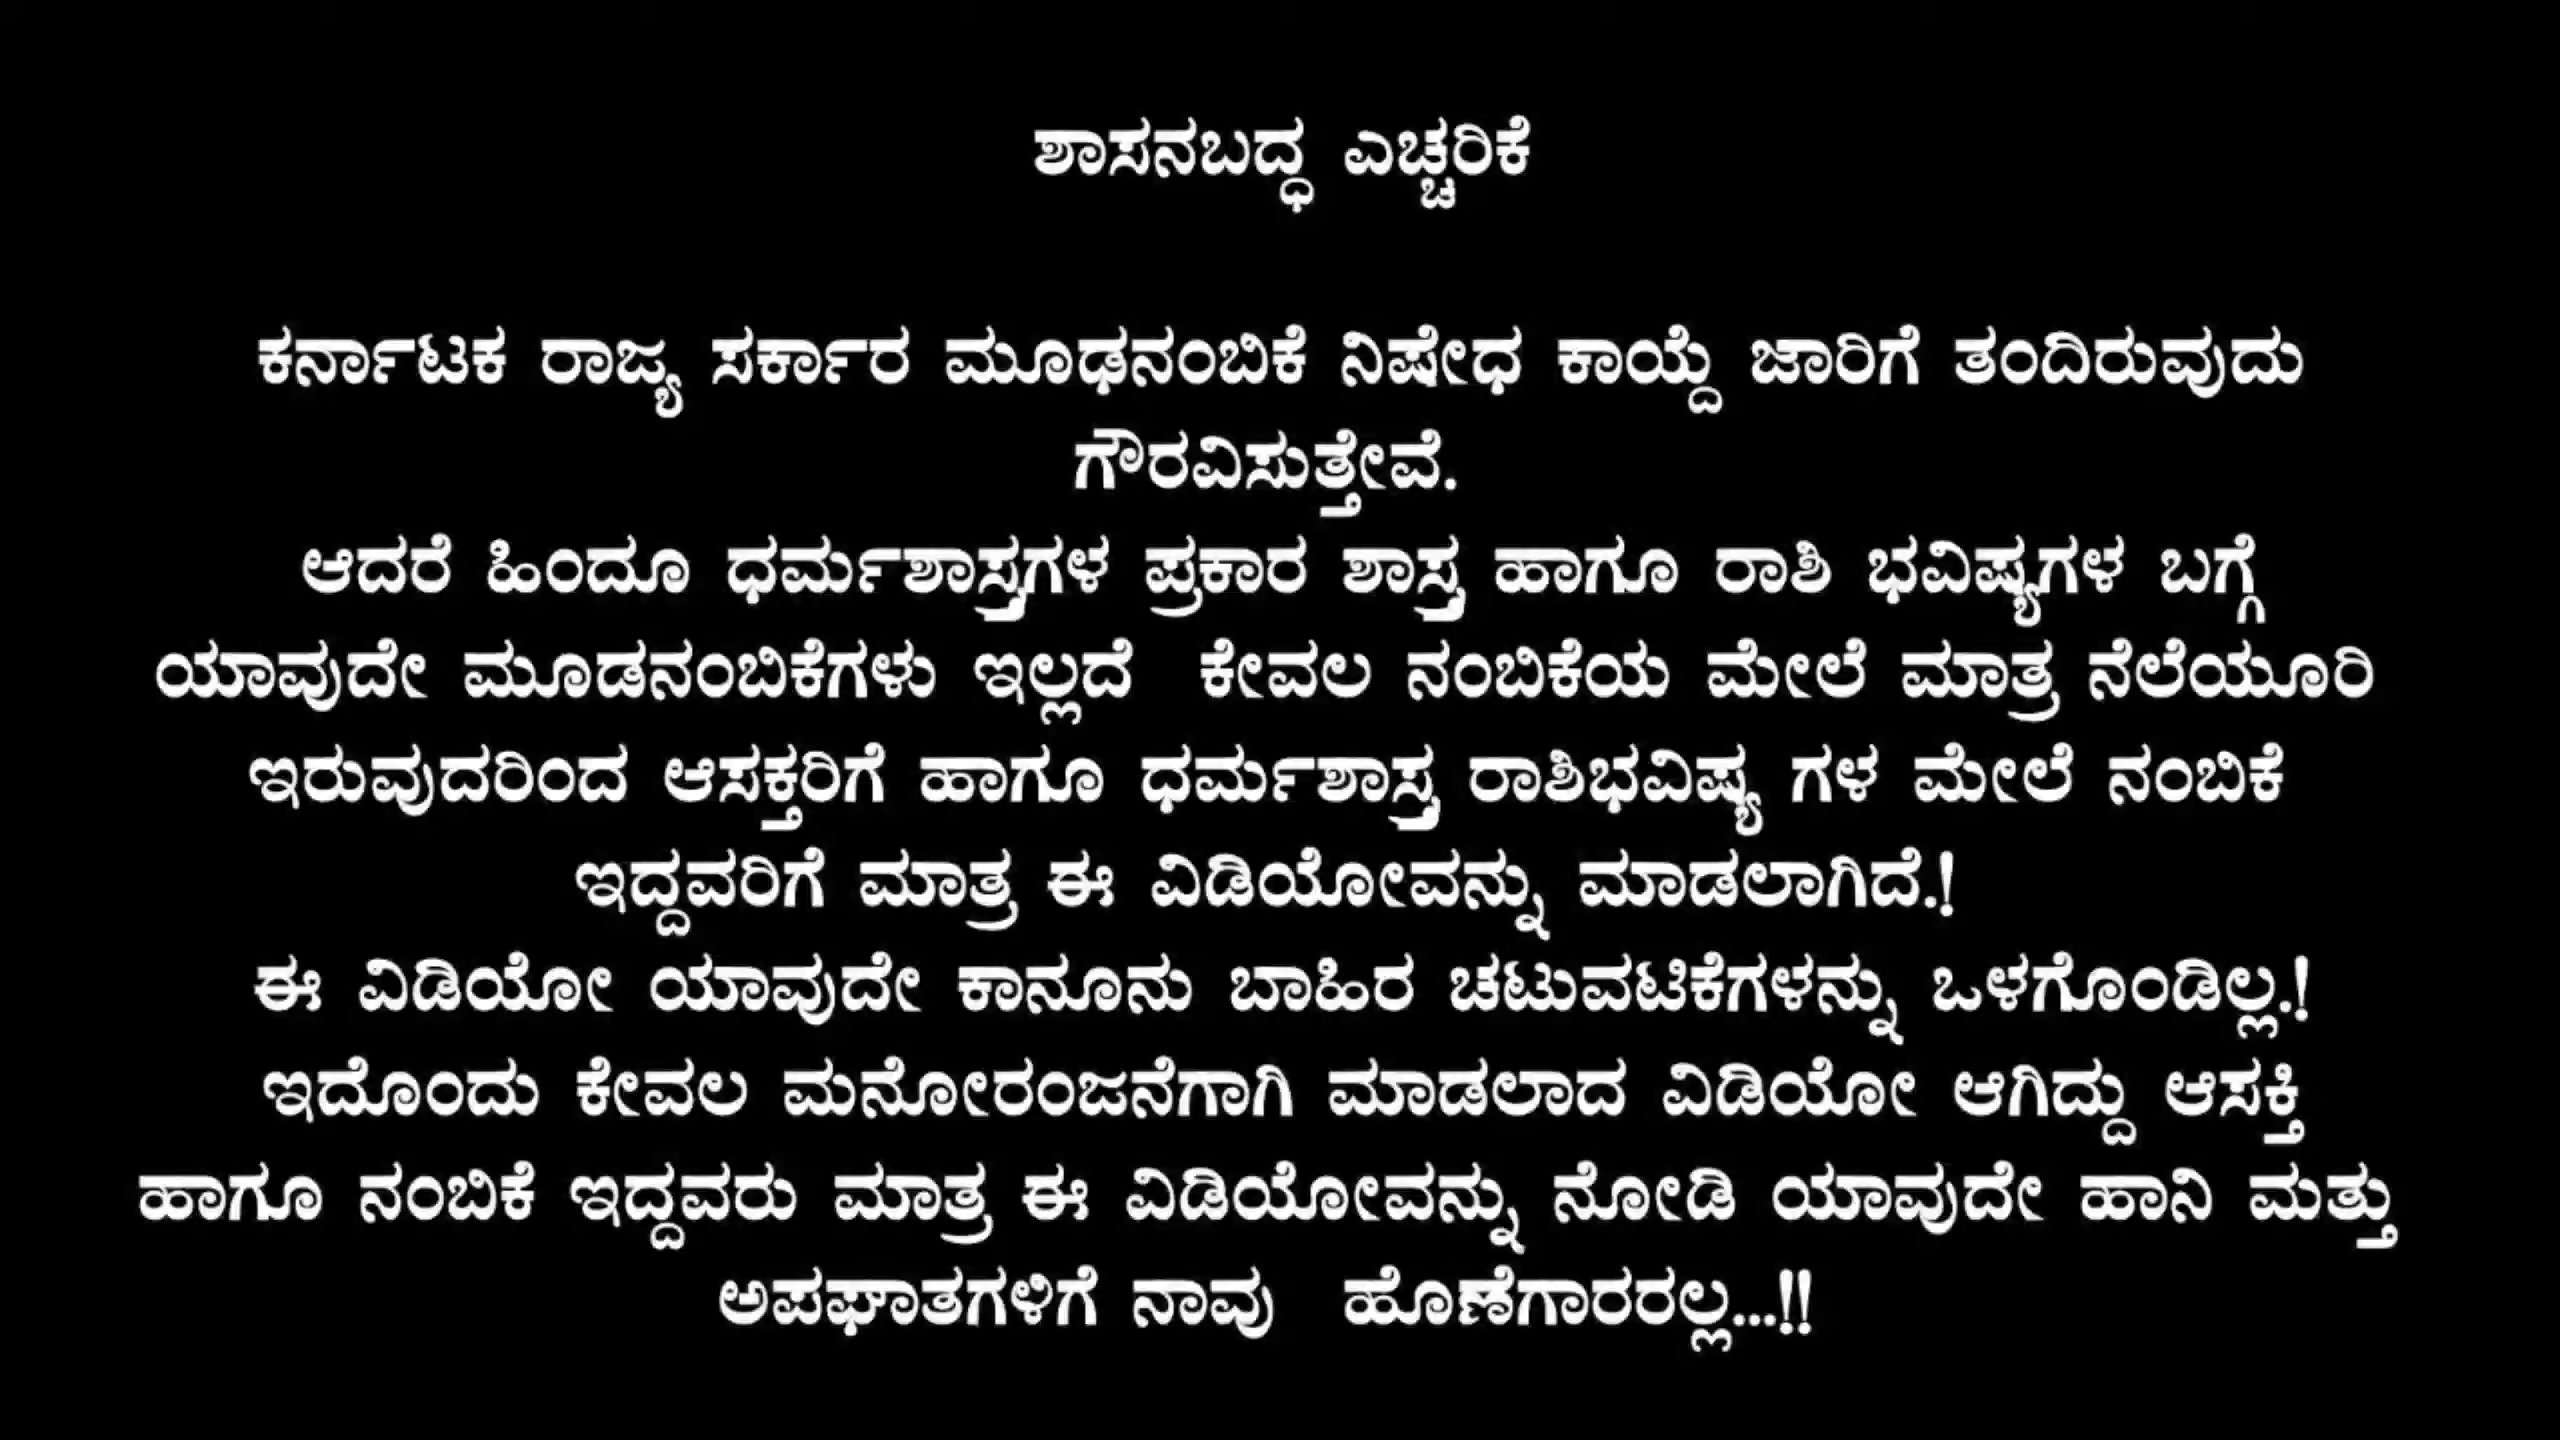 ಶಾಸನಬದ್ಧ ಎಚ್ಚರಿಕೆ
ಕರ್ನಾಟಕ ರಾಜ್ಯ ಸರ್ಕಾರ ಮೂಢನಂಬಿಕೆ ನಿಷೇಧ ಕಾಯ್ದೆ ಜಾರಿಗೆ ತಂದಿರುವುದು
ಗೌರವಿಸುತ್ತೇವೆ.
ಆದರೆ ಹಿಂದೂ ಧರ್ಮಶಾಸ್ತ್ರಗಳ ಪ್ರಕಾರ ಶಾಸ್ತ್ರ ಹಾಗೂ ರಾಶಿ ಭವಿಷ್ಯಗಳ ಬಗ್ಗೆ
ಯಾವುದೇ ಮೂಡನಂಬಿಕೆಗಳು ಇಲ್ಲದೆ ಕೇವಲ ನಂಬಿಕೆಯ ಮೇಲೆ ಮಾತ್ರ ನೆಲೆಯೂರಿ
ಇರುವುದರಿಂದ ಆಸಕ್ತರಿಗೆ ಹಾಗೂ ಧರ್ಮಶಾಸ್ತ್ರ ರಾಶಿಭವಿಷ್ಯ ಗಳ ಮೇಲೆ ನಂಬಿಕೆ
ಇದ್ದವರಿಗೆ ಮಾತ್ರ ಈ ವಿಡಿಯೋವನ್ನು ಮಾಡಲಾಗಿದೆ.!
ಈ ವಿಡಿಯೋ ಯಾವುದೇ ಕಾನೂನು ಬಾಹಿರ ಚಟುವಟಿಕೆಗಳನ್ನು ಒಳಗೊಂಡಿಲ್ಲ.!
ಇದೊಂದು ಕೇವಲ ಮನೋರಂಜನೆಗಾಗಿ ಮಾಡಲಾದ ವಿಡಿಯೋ ಆಗಿದ್ದು ಆಸಕ್ತಿ
ಹಾಗೂ ನಂಬಿಕೆ ಇದ್ದವರು ಮಾತ್ರ ಈ ವಿಡಿಯೋವನ್ನು ನೋಡಿ ಯಾವುದೇ ಹಾನಿ ಮತ್ತು
ಅಪಘಾತಗಳಿಗೆ ನಾವು ಹೊಣೆಗಾರರಲ್ಲ...!!